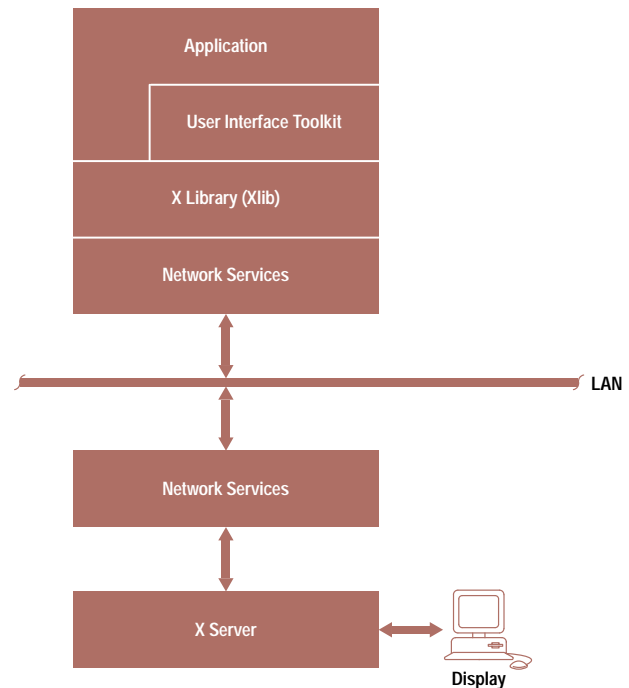 Application
User Interface Toolkit
X Library (Xlib)
Network Services
LAN
Network Services
X Server
Display